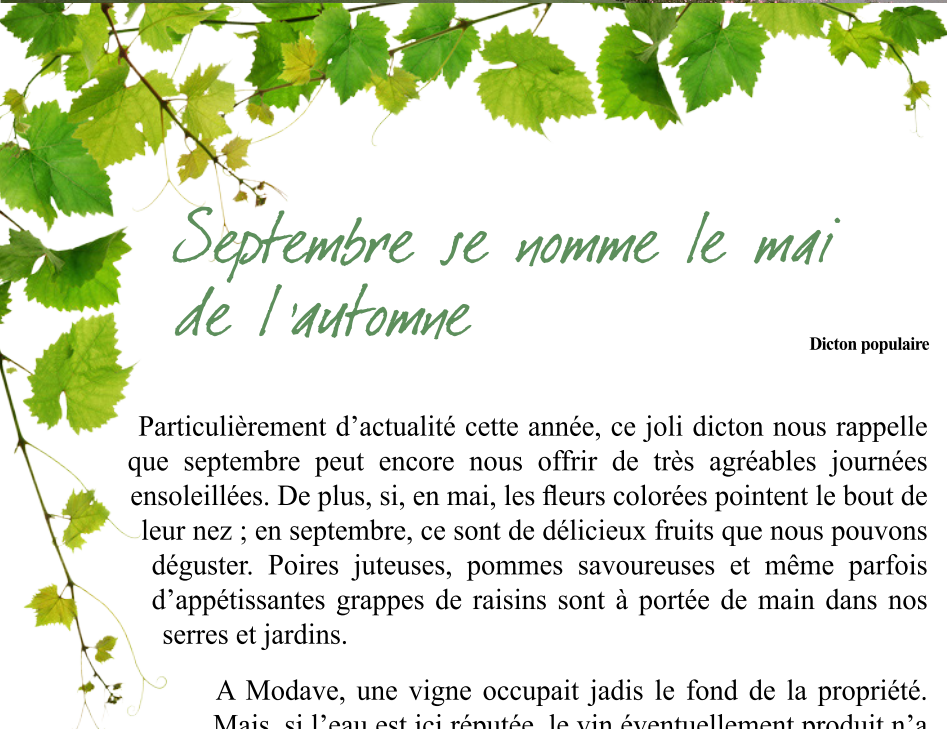 Septembre se nomme le mai
de l'automne
Dicton populaire
Particulièrement d’actualité cette année, ce joli dicton nous rappelle
que septembre peut encore nous offrir de très agréables journées
ensoleillées. De plus, si, en mai, les fleurs colorées pointent le bout de
leur nez ; en septembre, ce sont de délicieux fruits que nous pouvons
déguster. Poires juteuses, pommes savoureuses et même parfois
d’appétissantes grappes de raisins sont à portée de main dans nos
serres et jardins.
A Modave, une vigne occupait jadis le fond de la propriété.
Mais, si l’eau est ici réputée, le vin éventuellement produit n’a